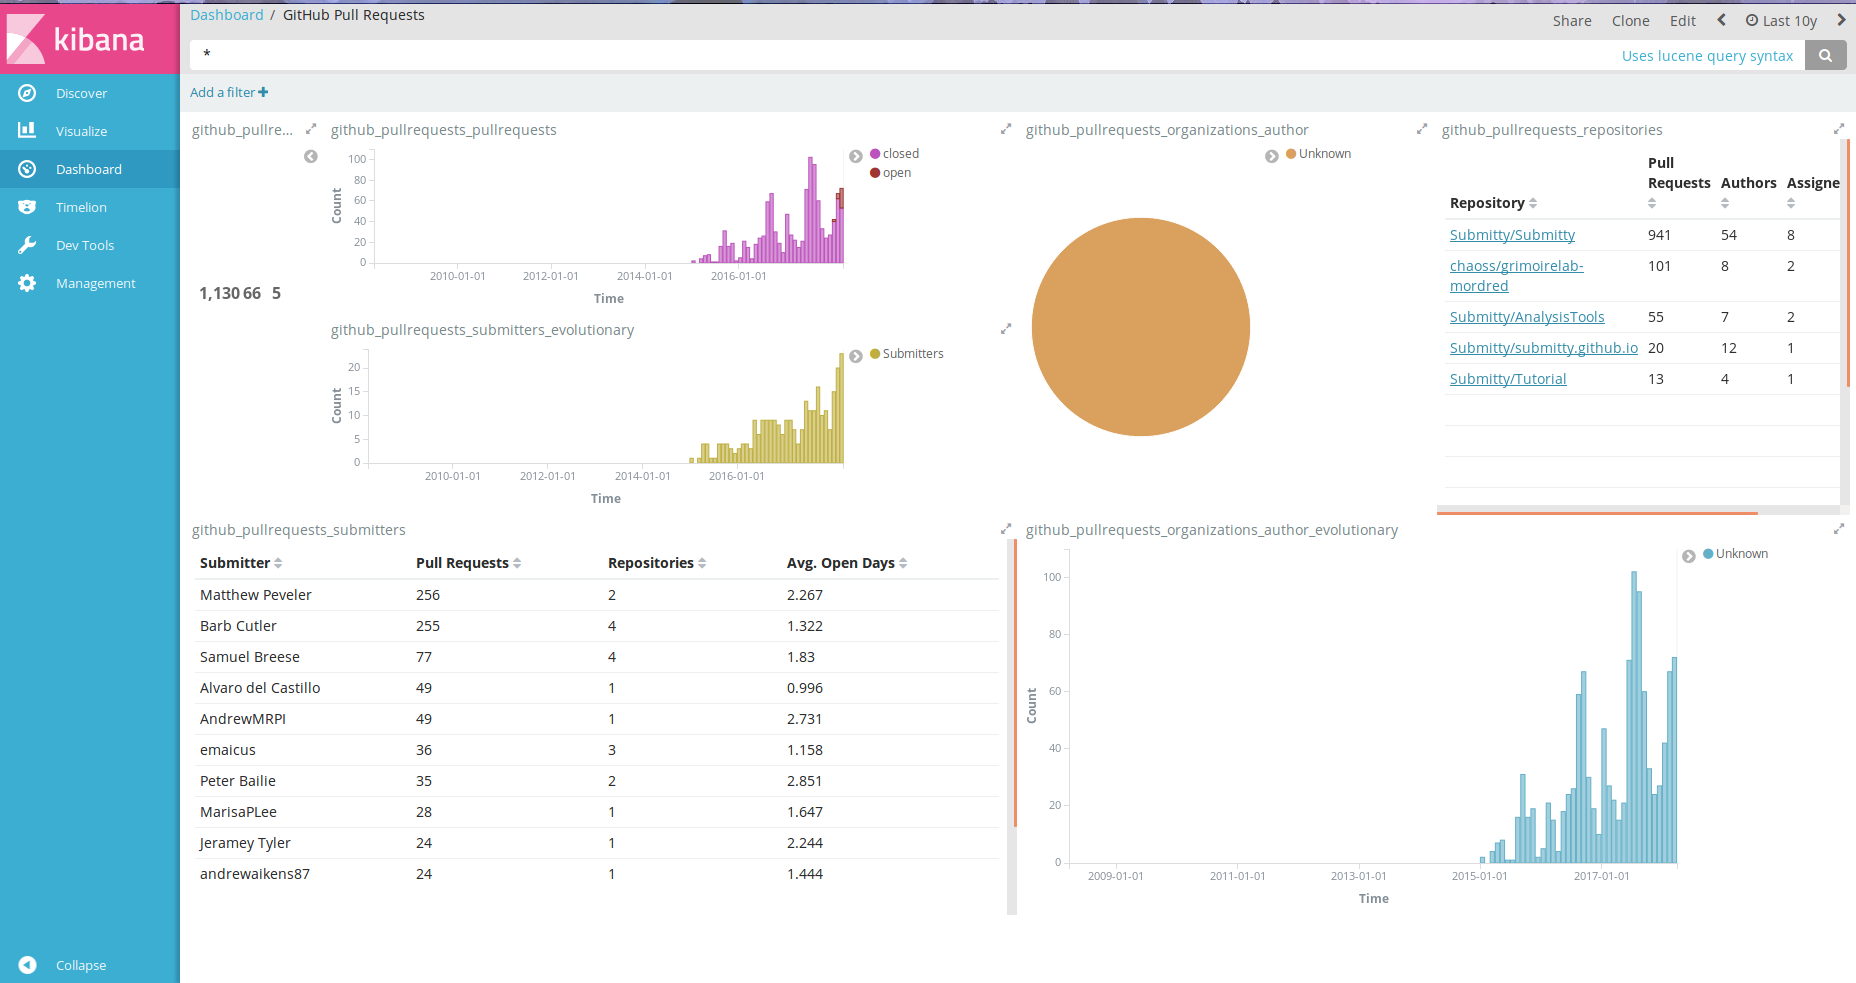 kibana
Discover
Visualize
Dashboard
Timelion
Dev Tools
Management
Collapse
Dashboard / GitHub Pull Requests
Share Clone Edit Last 10y
*
Uses lucene query syntax
Add a filter
github_pullre...
1,130 66 5
github_pullrequests_pullrequests
100
80
60
40
20
0
Count
2010-01-01 2012-01-01 2014-01-01 2016-01-01
Time
closed
open
github_pullrequests_submitters_evolutionary
20
15
10
5
0
Count
2010-01-01 2012-01-01 2014-01-01 2016-01-01
Time
Submitters
github_pullrequests_organizations_author
Unknown
github_pullrequests_repositories
Repository Pull Requests Authors Assigne
Submitty/Submitty 941 54 8
chaoss/grimoirelab-
mordred 101 8 2
Submitty/AnalysisTools 55 7 2
Submitty/submitty.github.io 20 12 1
Submitty/Tutorial 13 4 1
github_pullrequests_submitters
Submitter Pull Requests Repositories Avg. Open Days
Matthew Peveler 256 2 2.267
Barb Cutler 255 4 1.322
Samuel Breese 77 4 1.83
Alvaro del Castillo 49 1 0.996
AndrewMRPI 49 1 2.731
emaicus 36 3 1.158
Peter Bailie 35 2 2.851
MarisaPLee 28 1 1.647
Jeramey Tyler 24 1 2.244
andrewaikens87 24 1 1.444
github_pullrequests_organizations_author_evolutionary
100
80
60
40
20
0
Count
2009-01-01 2011-01-01 2013-01-01 2015-01-01 2017-01-01
Time
Unknown